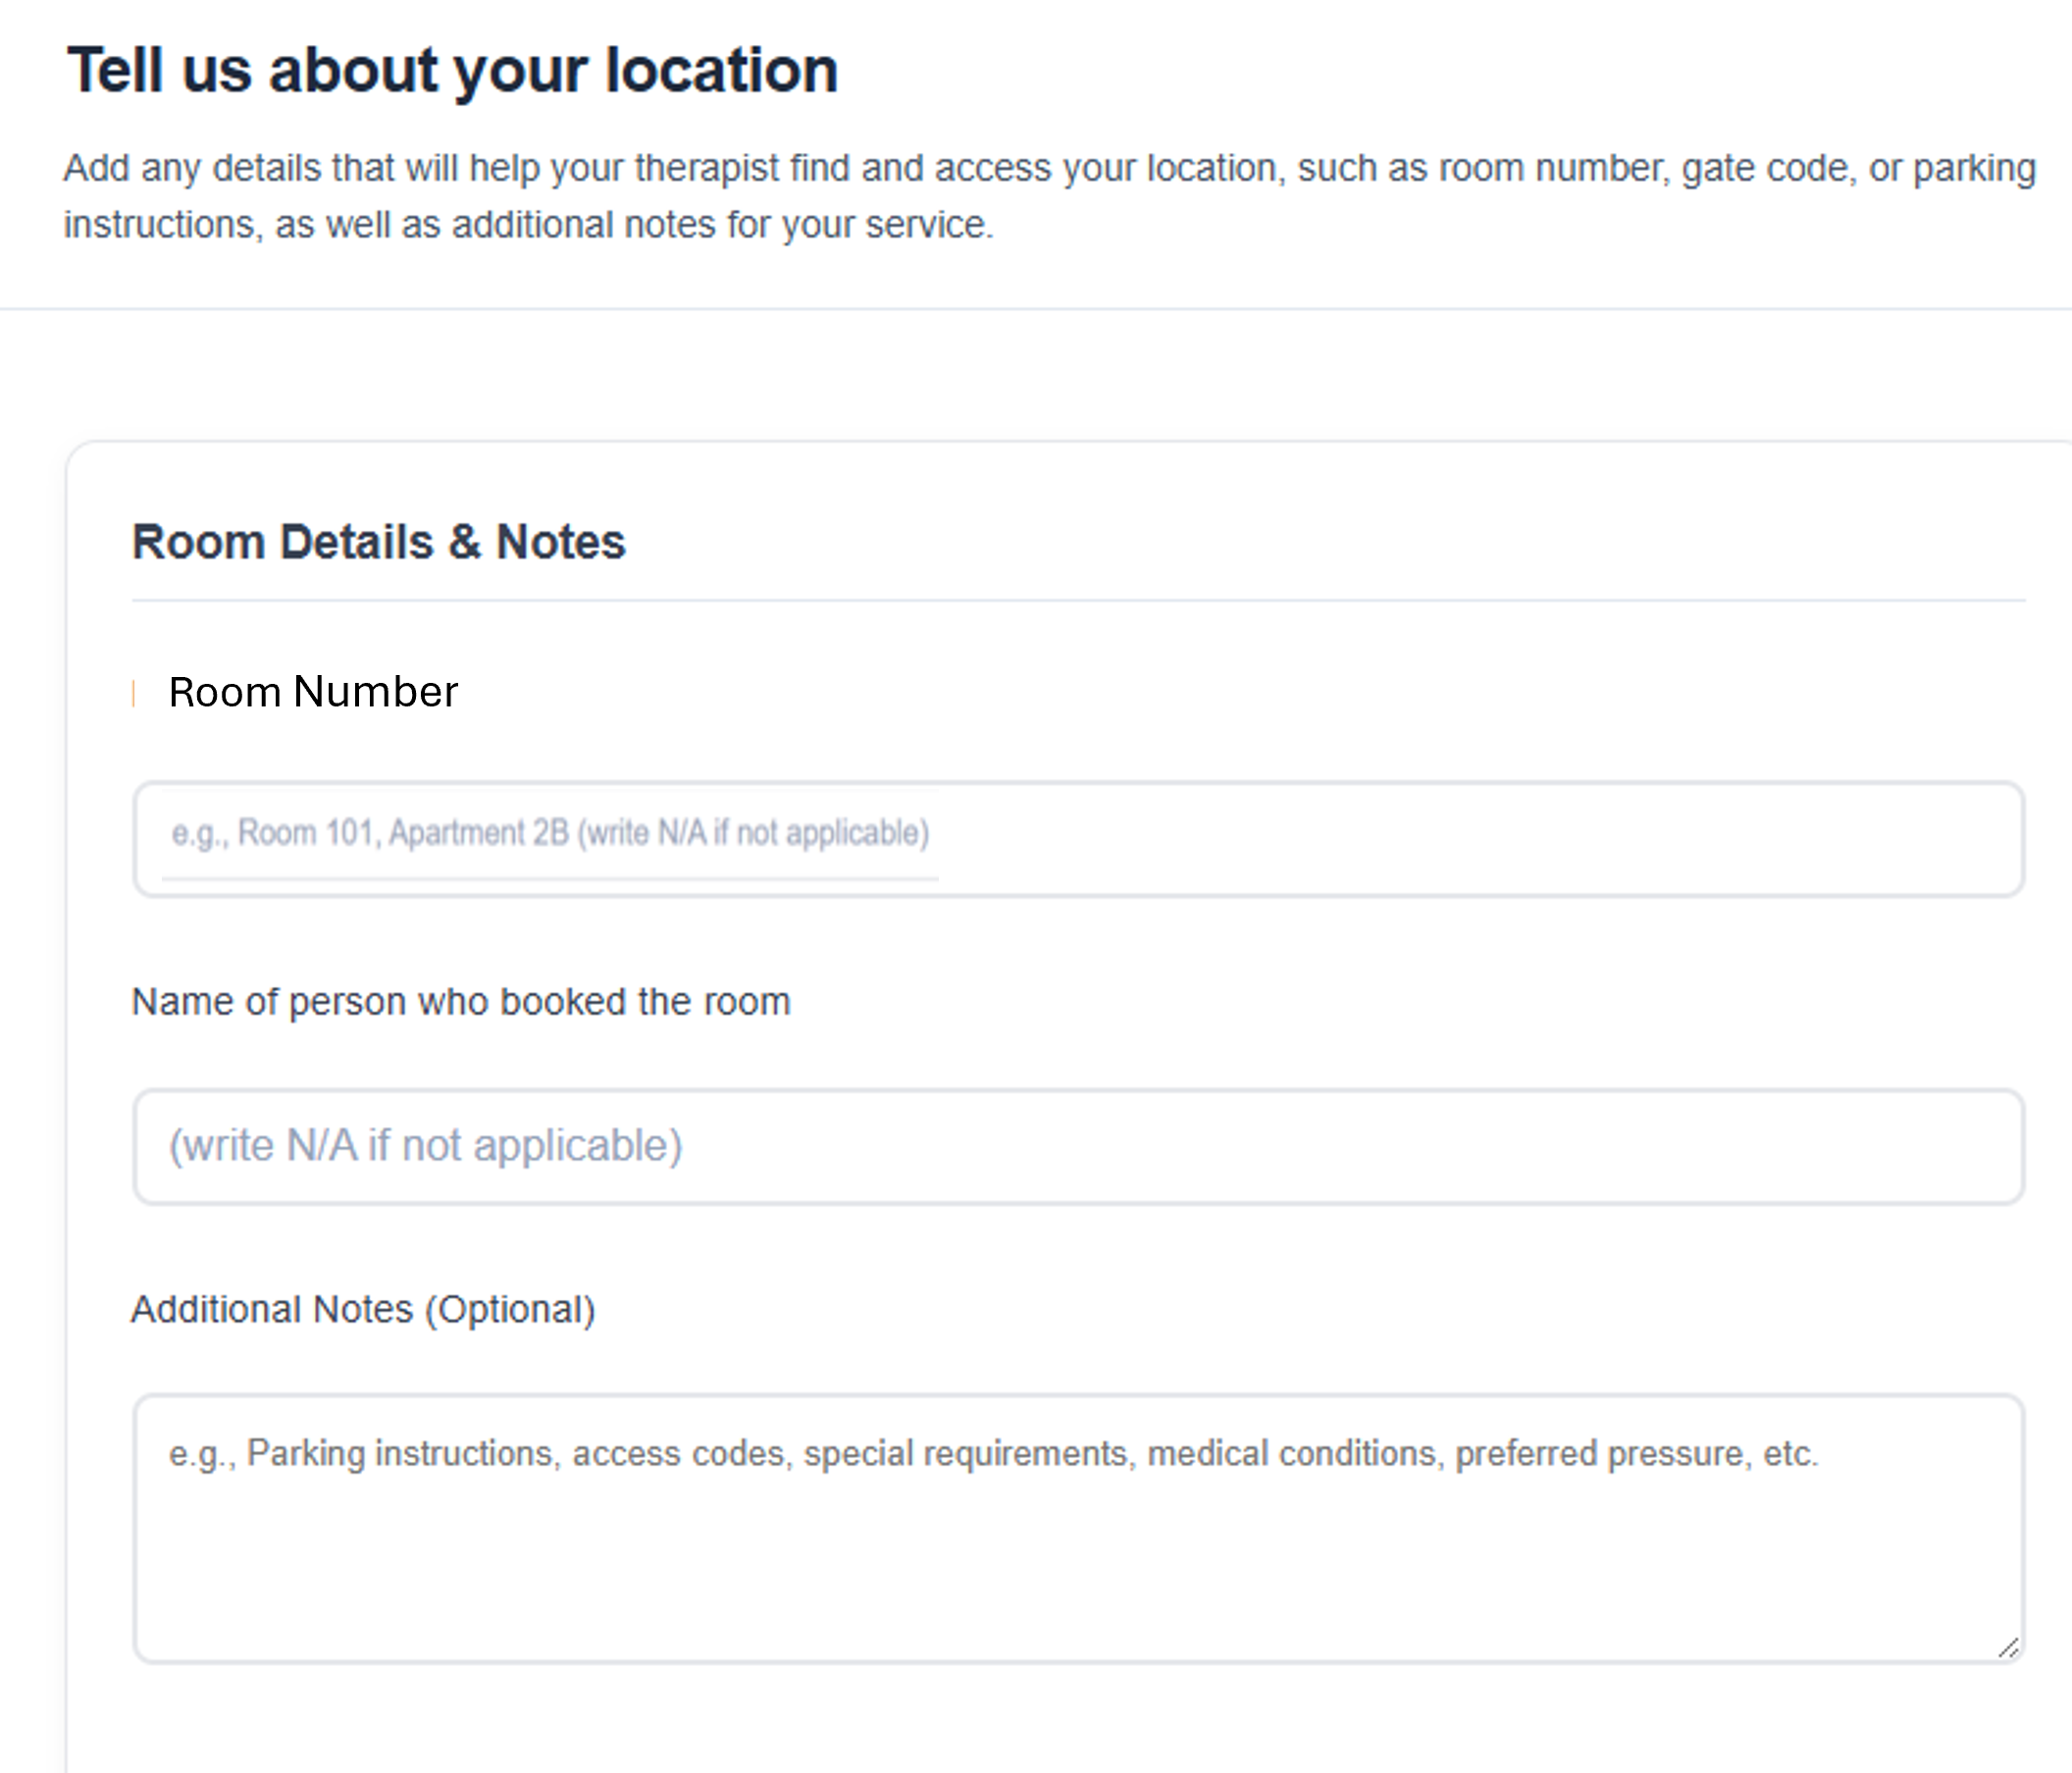 Tell us about your location
Add any details that will help your therapist find and access your location, such as room number, gate code, or parking
instructions, as well as additional notes for your service.
Room Details & Notes
Room Number
e.g., Room 101, Apartment 2B (write N/A if not applicable)
Name of person who booked the room
(write N/A if not applicable)
Additional Notes (Optional)
e.g., Parking instructions, access codes, special requirements, medical conditions, preferred pressure, etc.